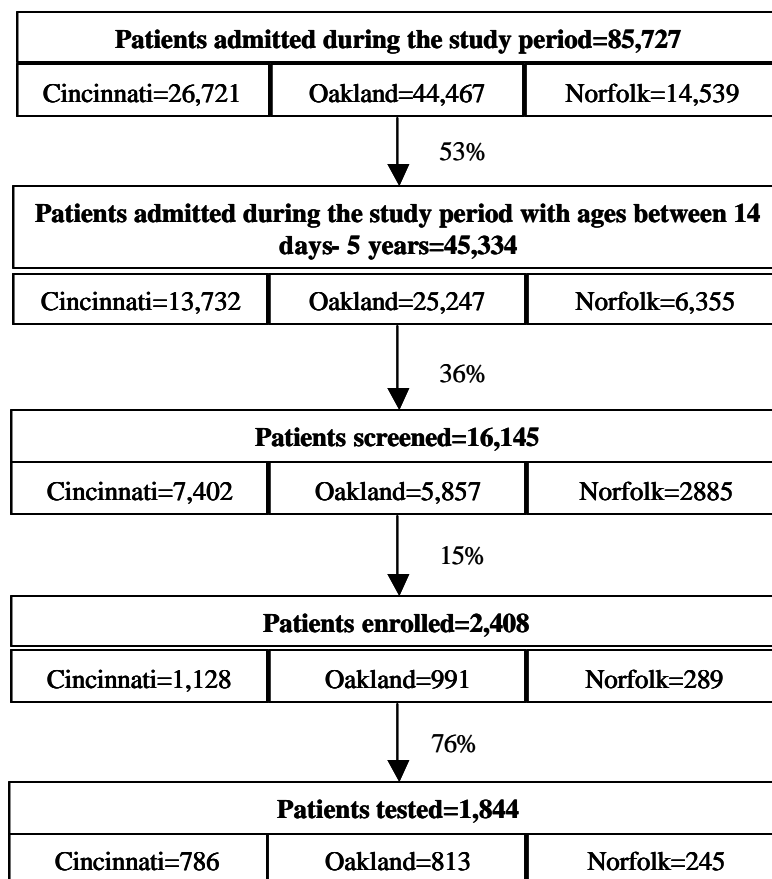 Patients admitted during the study period=85,727
Cincinnati=26,721 Oakland=44,467 Norfolk=14,539
53%
Patients admitted during the study period with ages between 14
days- 5 years=45,334
Cincinnati=13,732 Oakland=25,247 Norfolk=6,355
36%
Patients screened=16,145
Cincinnati=7,402 Oakland=5,857 Norfolk=2885
15%
Patients enrolled=2,408
Cincinnati=1,128 Oakland=991 Norfolk=289
76%
Patients tested=1,844
Cincinnati=786 Oakland=813 Norfolk=245